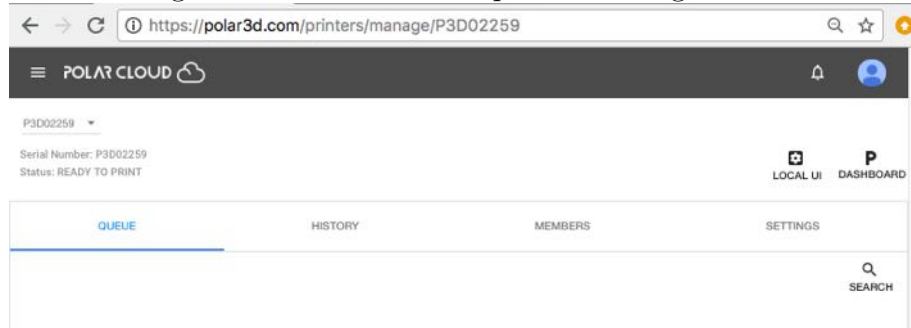 https://polar3d.com/printers/manage/P3D02259
POLAR CLOUD
P3D02259
Serial Number: P3D02259
Status: READY TO PRINT
LOCAL UI
P
DASHBOARD
QUEUE HISTORY MEMBERS SETTINGS
SEARCH